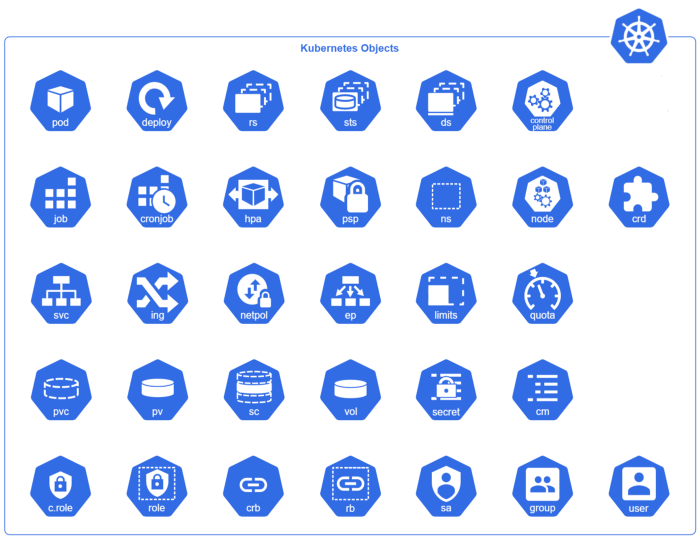 Kubernetes Objects
pod
deploy
rs
sts
ds
control
plane
job
cronjob
hpa
psp
ns
node
crd
svc
ing
netpol
ep
limits
quota
pvc
pv
sc
vol
secret
cm
c.role
role
crb
rb
sa
group
user